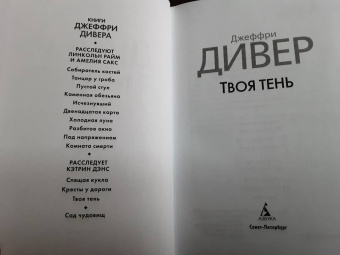 КНИГИ
ДЖЕФФРИ
ДИВЕРА
РАССЛЕДУЮТ
ЛИНКОЛЬН РАЙМ
И АМЕЛИЯ САКС
Собиратель костей
Танцор у гроба
Пустой стул
Каменная обезьяна
Исчезнувший
Двенадцатая карта
Холодная луна
Разбитое окно
Под напряжением
Комната смерти
РАССЛЕДУЕТ
КЭТРИН ДЭНС
Спящая кукла
Кресты у дороги
Твоя тень
Сад чудовищ
Джеффри
ДИВЕР
ТВОЯ ТЕНЬ
АЗБУКА
Санкт-Петербург